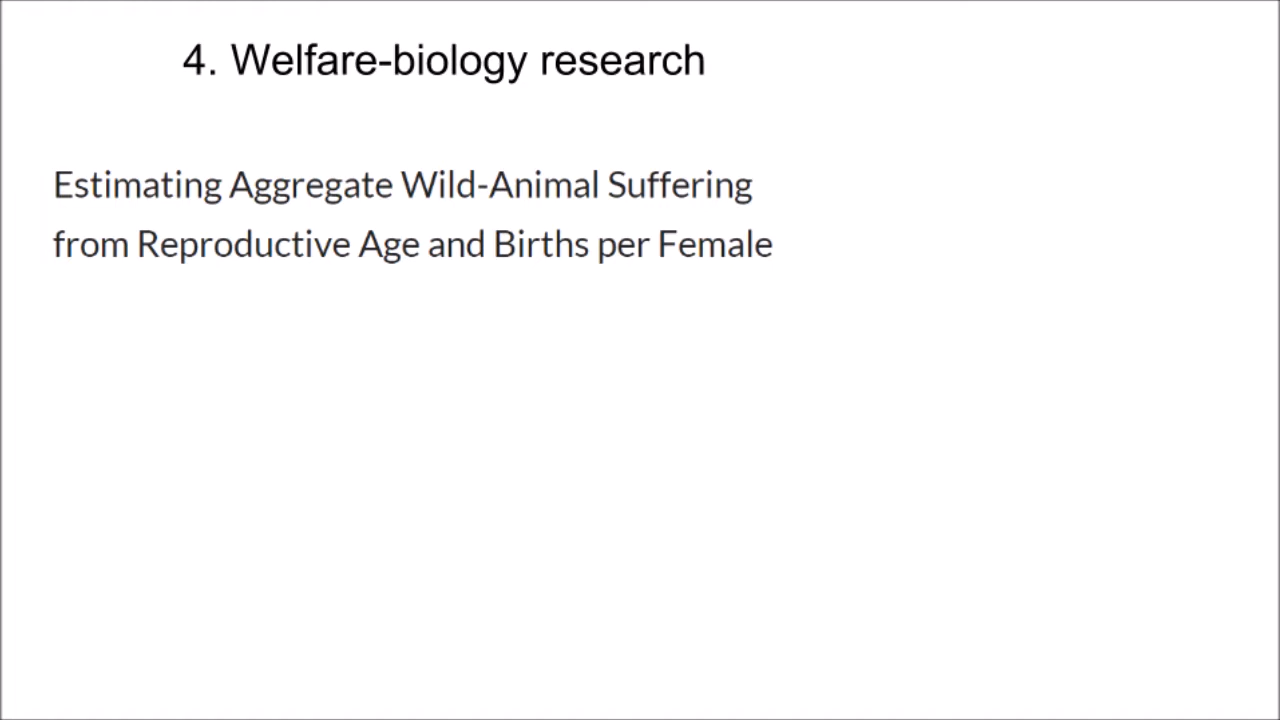 4. Welfare-biology research
Estimating Aggregate Wild-Animal Suffering
from Reproductive Age and Births per Female